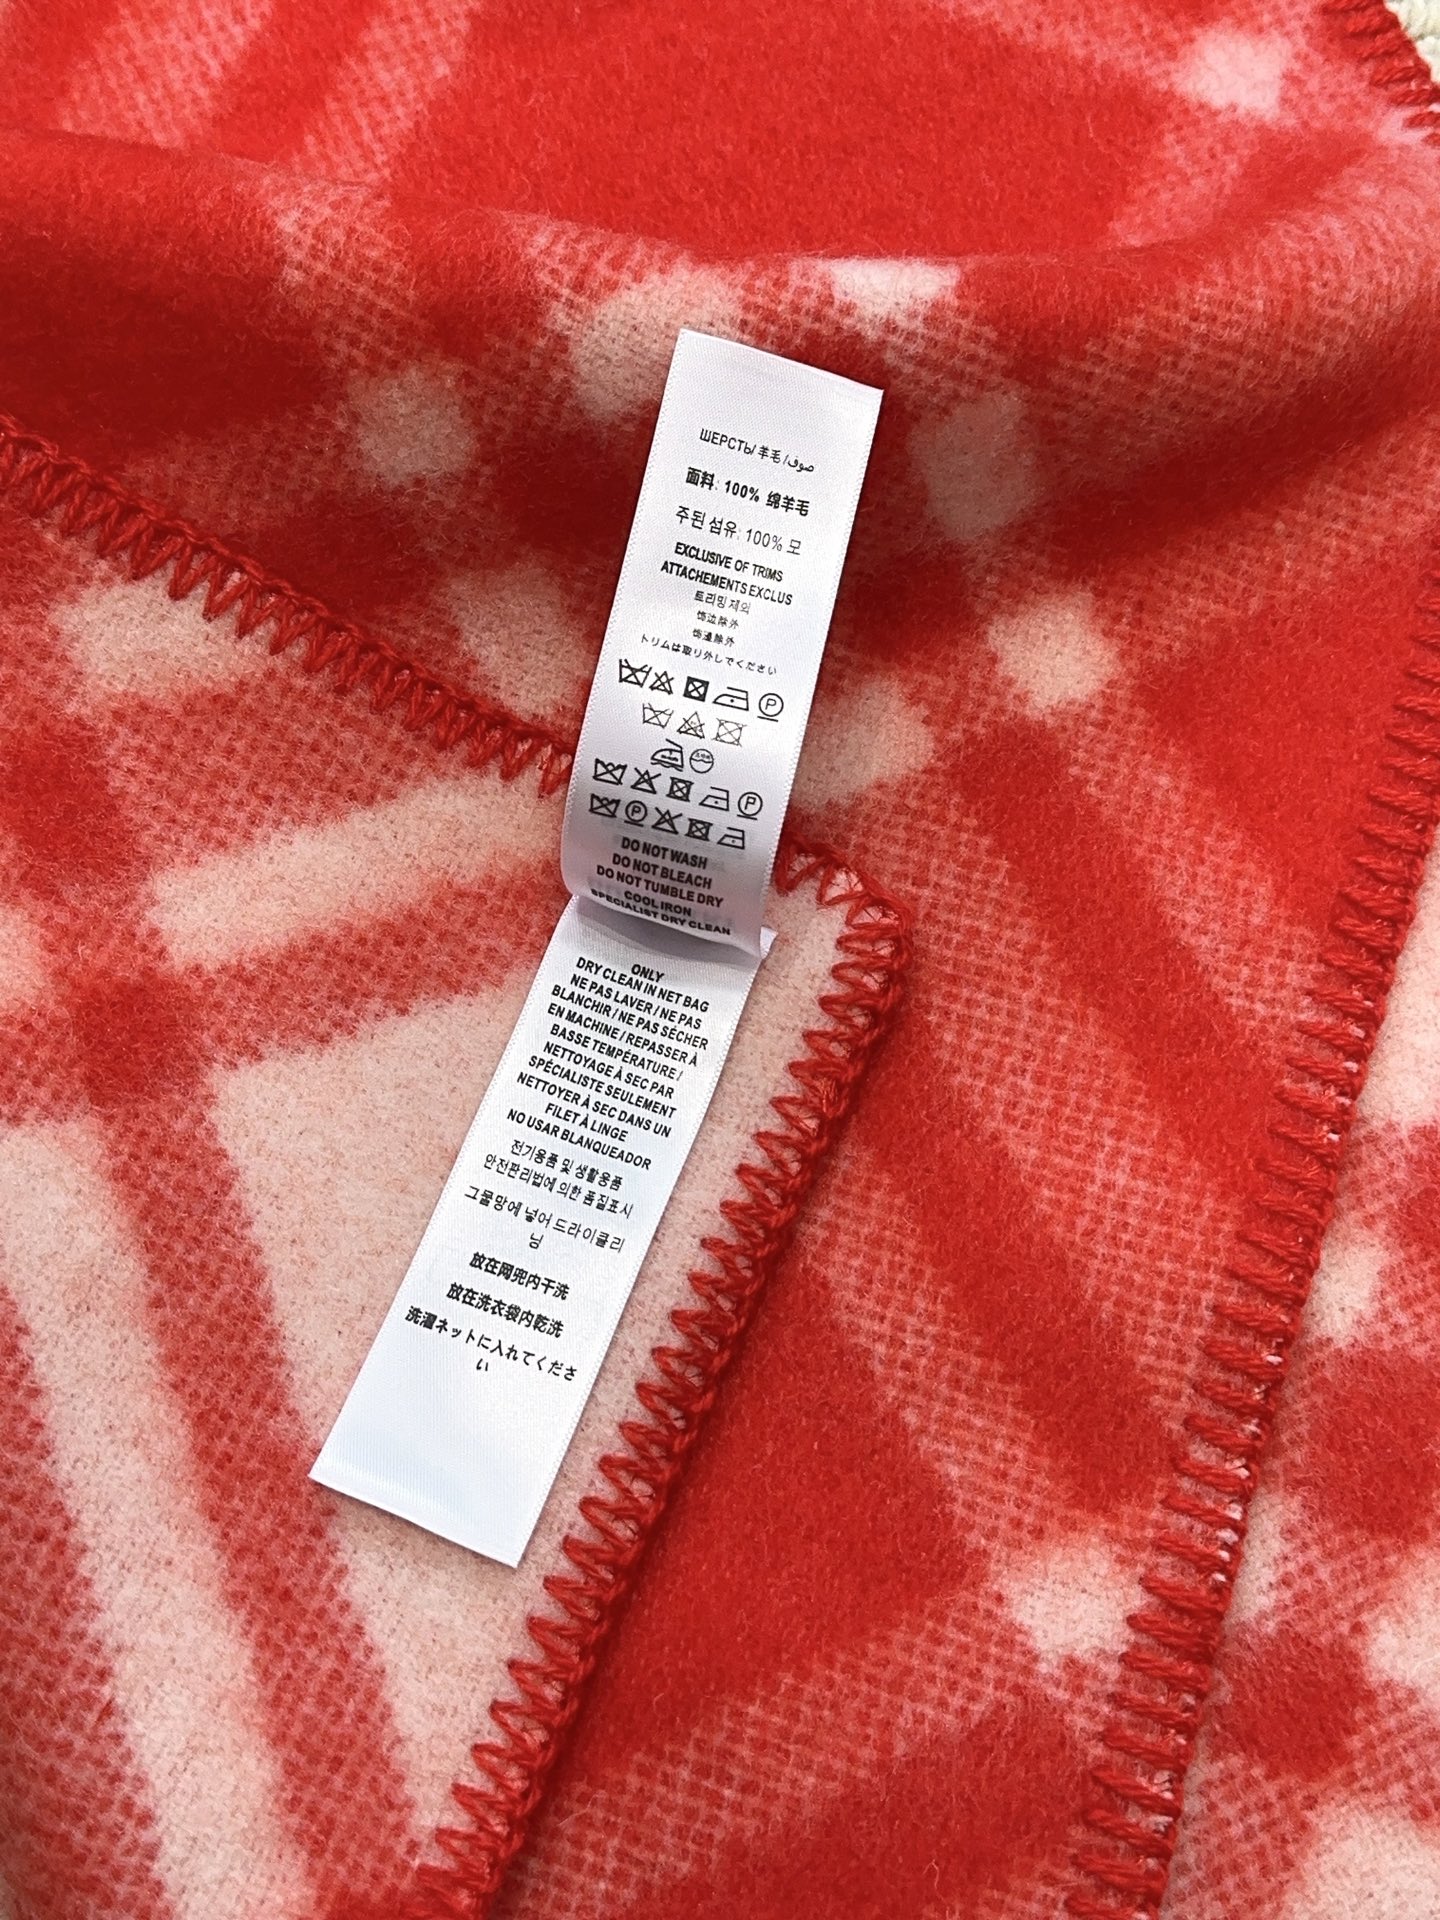 ШЕРСТЬ/羊毛/صوف
面料: 100% 绵羊毛
주된 섬유: 100% 모
EXCLUSIVE OF TRIMS
ATTACHEMENTS EXCLUS
트리밍 제외
饰边除外
饰邊除外
トリムは取り外しでください
DO NOT WASH
DO NOT BLEACH
DO NOT TUMBLE DRY
COOL IRON
SPECIALIST DRY CLEAN
ONLY
DRY CLEAN IN NET BAG
NE PAS LAVER / NE PAS
BLANCHIR / NE PAS SÉCHER
EN MACHINE / REPASSER À
BASSE TEMPÉRATURE /
NETTOYAGE À SEC PAR
SPÉCIALISTE SEULEMENT
NETTOYER À SEC DANS UN
FILET À LINGE
NO USAR BLANQUEADOR
전기용품 및 생활용품
안전관리법에 의한 품질표시
그물망에 넣어 드라이클리
닝
放在网兜内干洗
放在洗衣袋内乾洗
洗濯ネットに入れてくださ
い